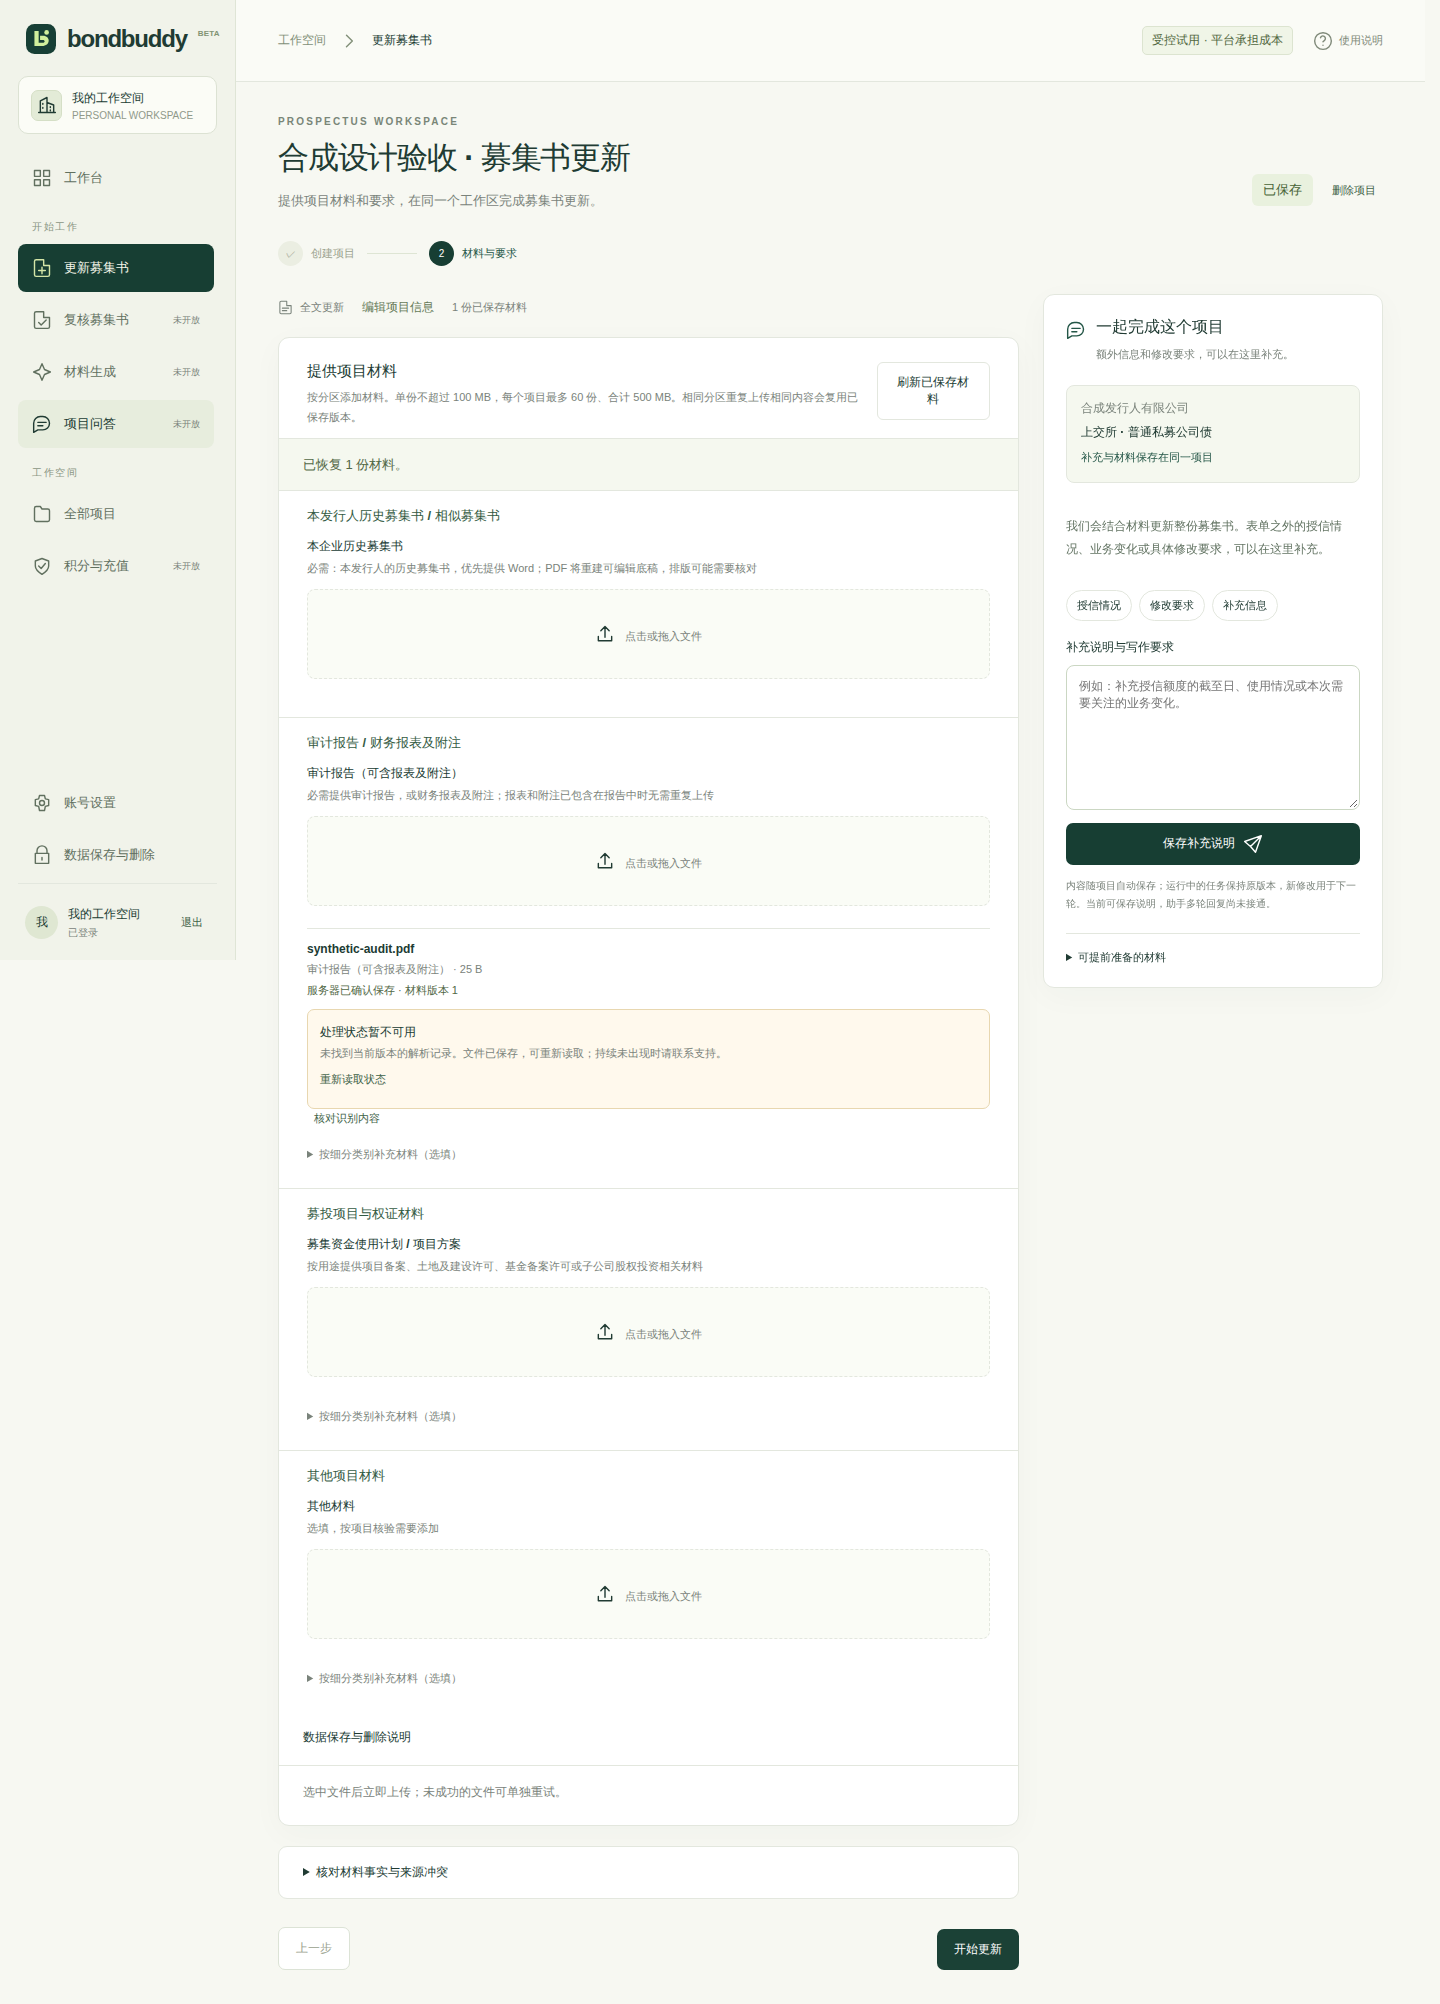 bondbuddy BETA
我的工作空间
PERSONAL WORKSPACE
工作台
开始工作
更新募集书
复核募集书 未开放
材料生成 未开放
项目问答 未开放
工作空间
全部项目
积分与充值 未开放
账号设置
数据保存与删除
我 我的工作空间
已登录
退出
工作空间 更新募集书
受控试用 · 平台承担成本 使用说明
PROSPECTUS WORKSPACE
合成设计验收 · 募集书更新
提供项目材料和要求，在同一个工作区完成募集书更新。
已保存 删除项目
创建项目 2 材料与要求
全文更新 编辑项目信息 1 份已保存材料
提供项目材料
按分区添加材料。单份不超过 100 MB，每个项目最多 60 份、合计 500 MB。相同分区重复上传相同内容会复用已
保存版本。
刷新已保存材
料
已恢复 1 份材料。
本发行人历史募集书 / 相似募集书
本企业历史募集书
必需：本发行人的历史募集书，优先提供 Word；PDF 将重建可编辑底稿，排版可能需要核对
点击或拖入文件
审计报告 / 财务报表及附注
审计报告（可含报表及附注）
必需提供审计报告，或财务报表及附注；报表和附注已包含在报告中时无需重复上传
点击或拖入文件
synthetic-audit.pdf
审计报告（可含报表及附注） · 25 B
服务器已确认保存 · 材料版本 1
处理状态暂不可用
未找到当前版本的解析记录。文件已保存，可重新读取；持续未出现时请联系支持。
重新读取状态
核对识别内容
按细分类别补充材料（选填）
募投项目与权证材料
募集资金使用计划 / 项目方案
按用途提供项目备案、土地及建设许可、基金备案许可或子公司股权投资相关材料
点击或拖入文件
按细分类别补充材料（选填）
其他项目材料
其他材料
选填，按项目核验需要添加
点击或拖入文件
按细分类别补充材料（选填）
数据保存与删除说明
选中文件后立即上传；未成功的文件可单独重试。
核对材料事实与来源冲突
上一步 开始更新
一起完成这个项目
额外信息和修改要求，可以在这里补充。
合成发行人有限公司
上交所 · 普通私募公司债
补充与材料保存在同一项目
我们会结合材料更新整份募集书。表单之外的授信情
况、业务变化或具体修改要求，可以在这里补充。
授信情况 修改要求 补充信息
补充说明与写作要求
例如：补充授信额度的截至日、使用情况或本次需
要关注的业务变化。
保存补充说明
内容随项目自动保存；运行中的任务保持原版本，新修改用于下一
轮。当前可保存说明，助手多轮回复尚未接通。
可提前准备的材料